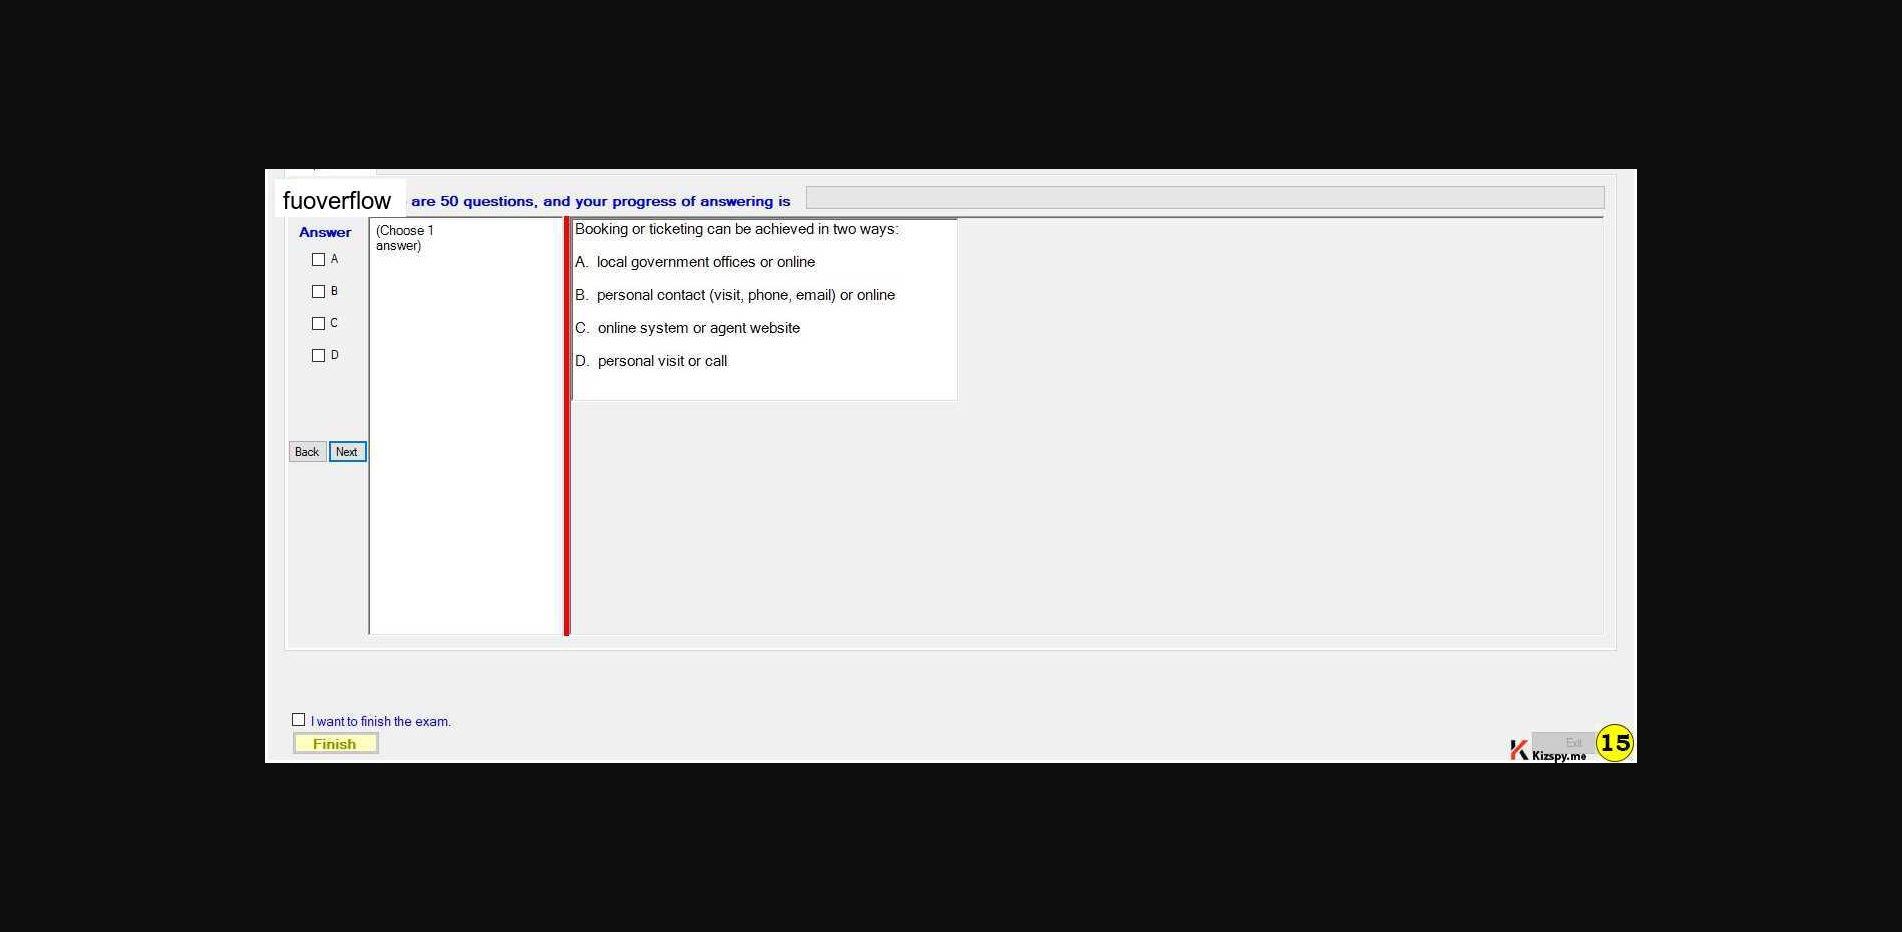 fuoverflow
are 50 questions, and your progress of answering is
Answer
(Choose 1
answer)
A
B
C
D
Back
Next
Booking or ticketing can be achieved in two ways:
A. local government offices or online
B. personal contact (visit, phone, email) or online
C. online system or agent website
D. personal visit or call
I want to finish the exam.
Finish
Exit
Kizspy.me
15